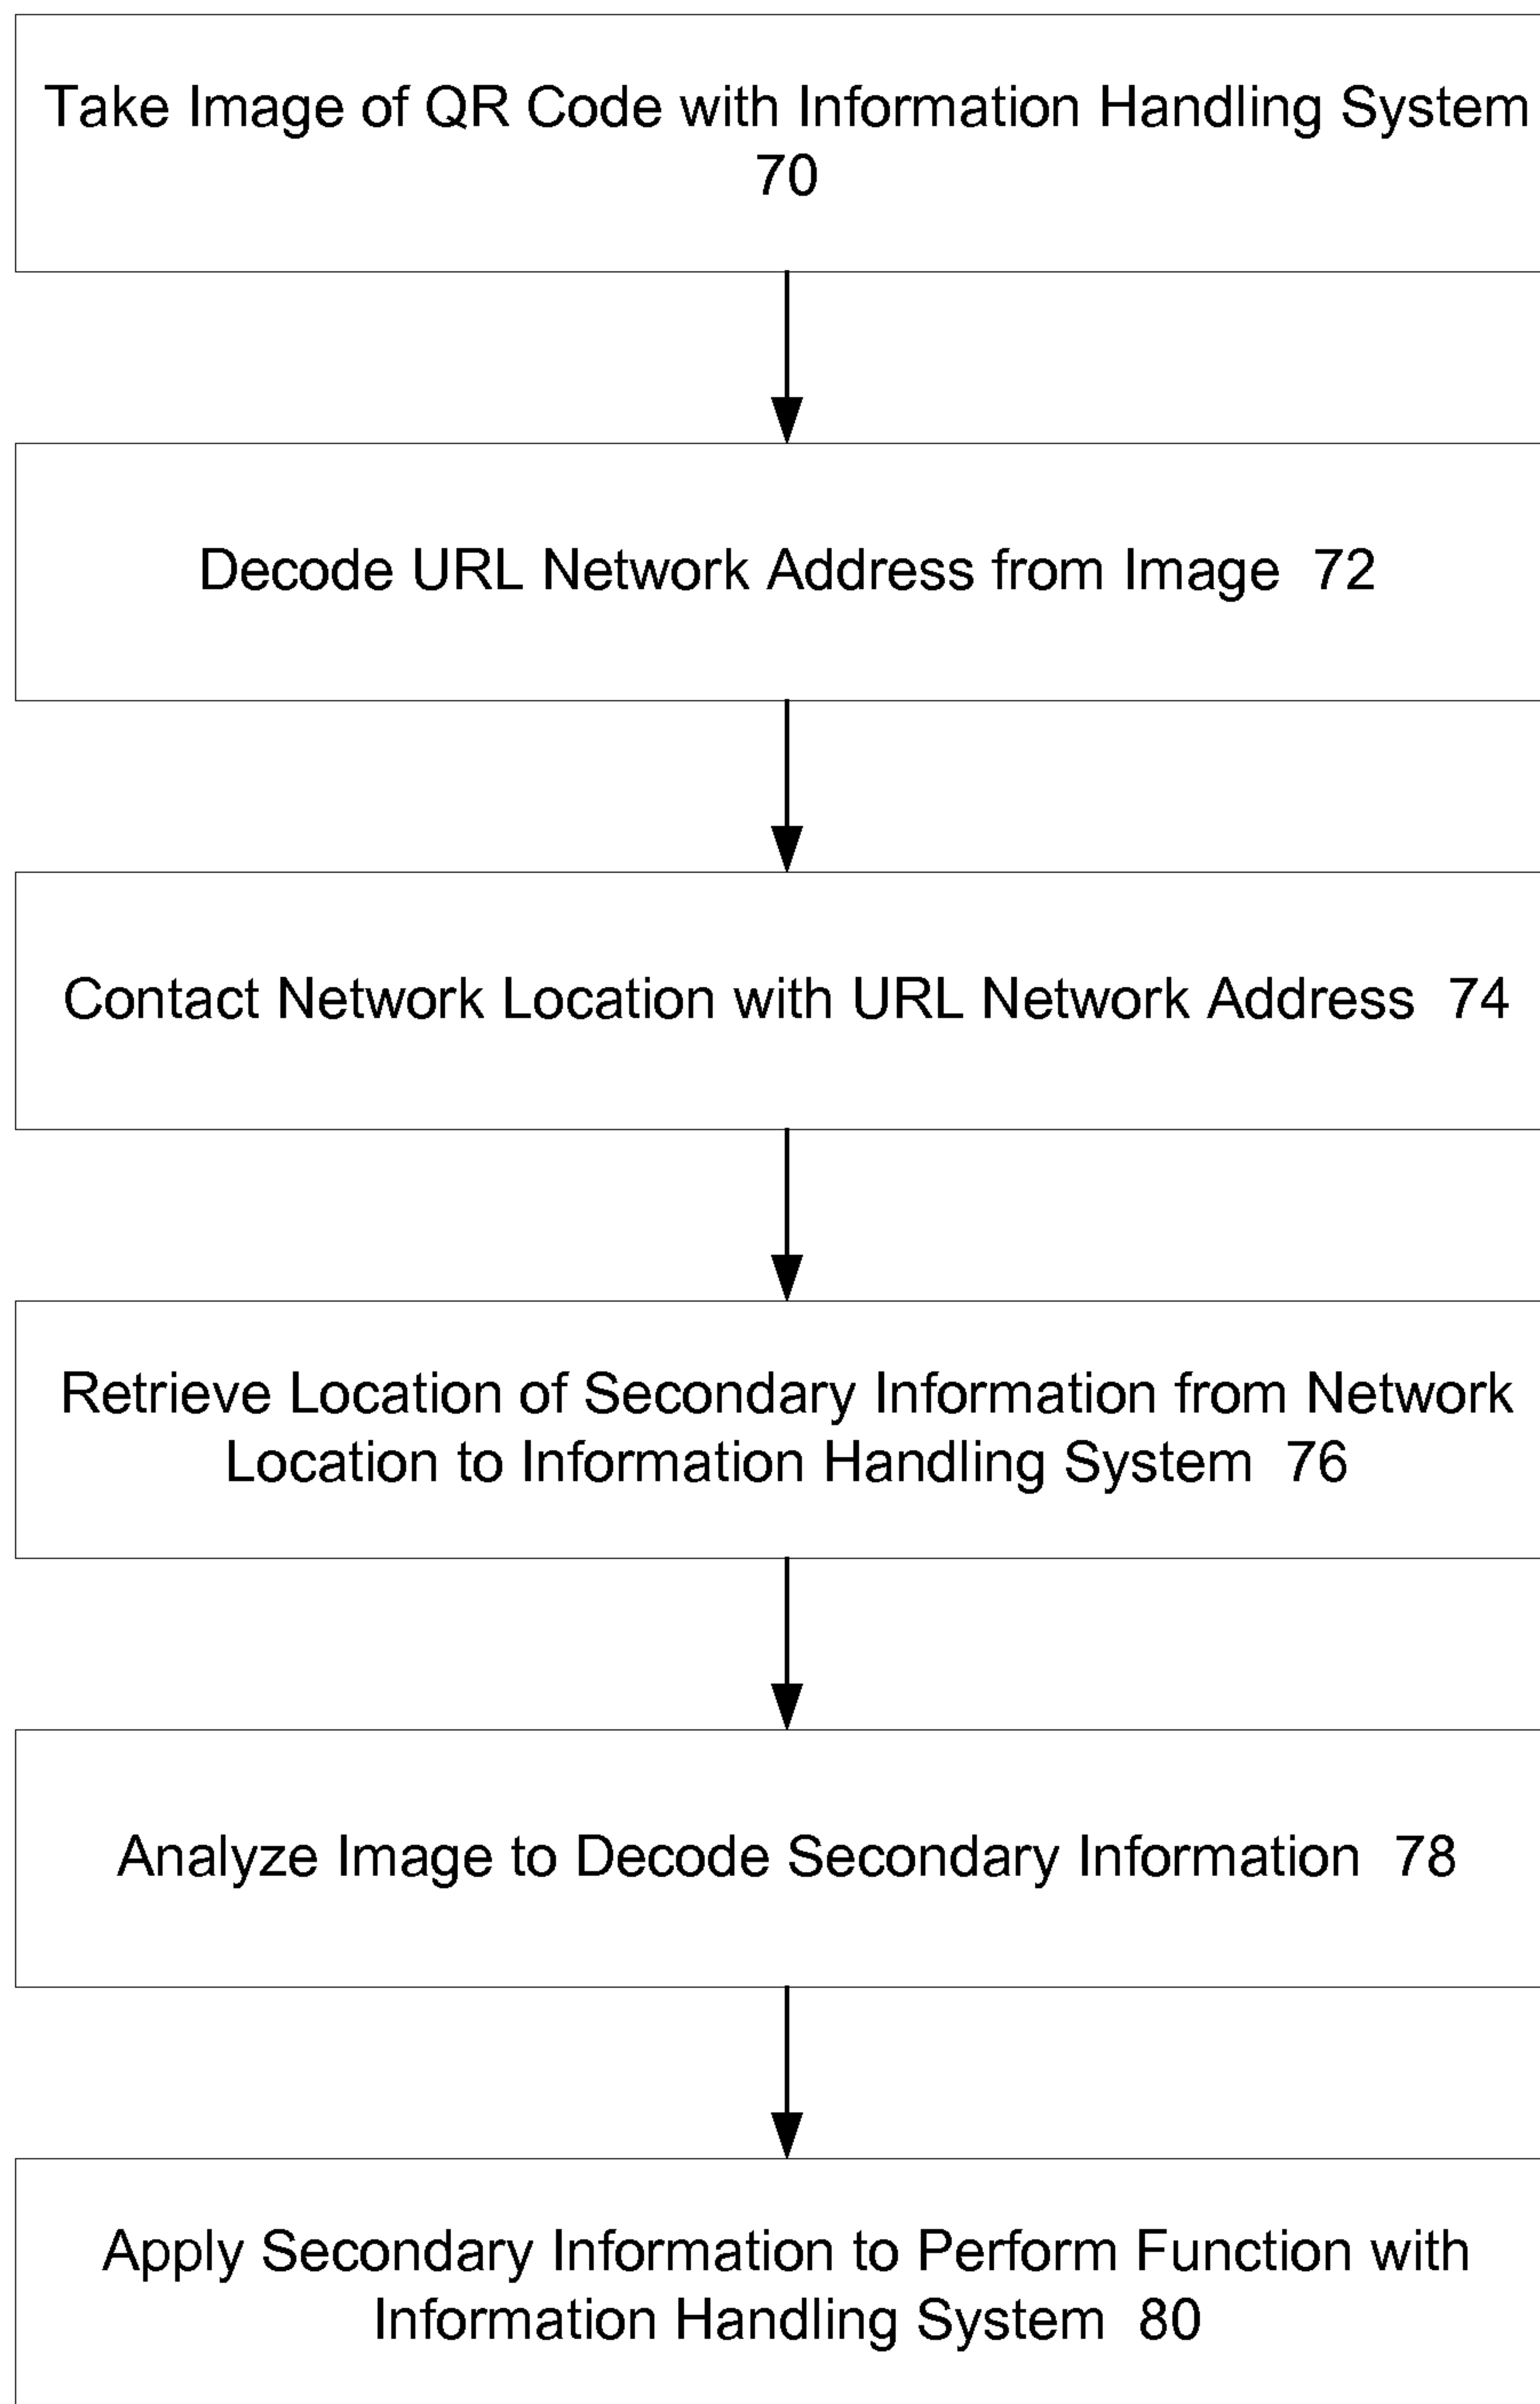 Take Image of QR Code with Information Handling System
70
Decode URL Network Address from Image 72
Contact Network Location with URL Network Address 74
Retrieve Location of Secondary Information from Network
Location to Information Handling System 76
Analyze Image to Decode Secondary Information 78
Apply Secondary Information to Perform Function with
Information Handling System 80